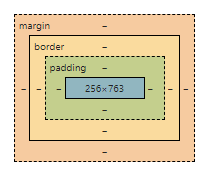 margin –
border –
padding –
– – – 256×763 – – –
–
–
–